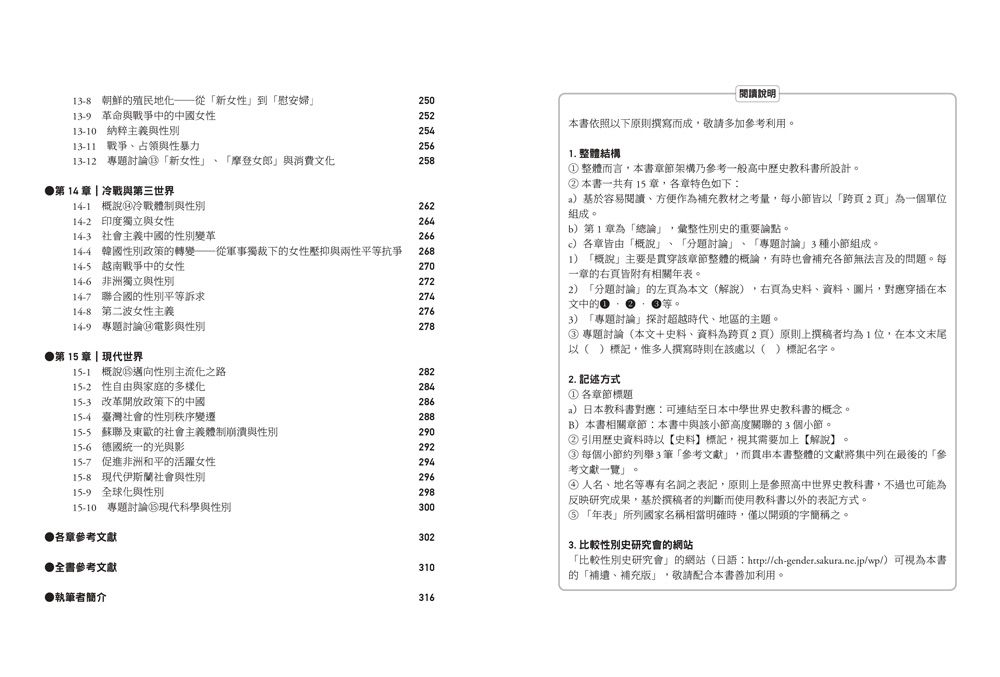 13-8 朝鮮的殖民地化——從「新女性」到「慰安婦」 250
13-9 革命與戰爭中的中國女性 252
13-10 納粹主義與性別 254
13-11 戰爭、占領與性暴力 256
13-12 專題討論⑬「新女性」、「摩登女郎」與消費文化 258
●第 14 章｜冷戰與第三世界
14-1 概說⑭冷戰體制與性別 262
14-2 印度獨立與女性 264
14-3 社會主義中國的性別變革 266
14-4 韓國性別政策的轉變——從軍事獨裁下的女性壓抑與兩性平等抗爭 268
14-5 越南戰爭中的女性 270
14-6 非洲獨立與性別 272
14-7 聯合國的性別平等訴求 274
14-8 第二波女性主義 276
14-9 專題討論⑭電影與性別 278
●第 15 章｜現代世界
15-1 概說⑮邁向性別主流化之路 282
15-2 性自由與家庭的多樣化 284
15-3 改革開放政策下的中國 286
15-4 臺灣社會的性別秩序變遷 288
15-5 蘇聯及東歐的社會主義體制崩潰與性別 290
15-6 德國統一的光與影 292
15-7 促進非洲和平的活躍女性 294
15-8 現代伊斯蘭社會與性別 296
15-9 全球化與性別 298
15-10 專題討論⑮現代科學與性別 300
●各章參考文獻 302
●全書參考文獻 310
●執筆者簡介 316
閱讀說明
本書依照以下原則撰寫而成，敬請多加參考利用。
1. 整體結構
① 整體而言，本書章節架構乃參考一般高中歷史教科書所設計。
② 本書一共有 15 章，各章特色如下：
a）基於容易閱讀、方便作為補充教材之考量，每小節皆以「跨頁 2 頁」為一個單位
組成。
b）第 1 章為「總論」，彙整性別史的重要論點。
c）各章皆由「概說」、「分題討論」、「專題討論」3 種小節組成。
1）「概說」主要是貫穿該章節整體的概論，有時也會補充各節無法言及的問題。每
一章的右頁皆附有相關年表。
2）「分題討論」的左頁為本文（解說），右頁為史料、資料、圖片，對應穿插在本
文中的❶．❷．❸等。
3）「專題討論」探討超越時代、地區的主題。
③ 專題討論（本文＋史料、資料為跨頁 2 頁）原則上撰稿者均為 1 位，在本文末尾
以（ ）標記，惟多人撰寫時則在該處以（ ）標記名字。
2. 記述方式
① 各章節標題
a）日本教科書對應：可連結至日本中學世界史教科書的概念。
B）本書相關章節：本書中與該小節高度關聯的 3 個小節。
② 引用歷史資料時以【史料】標記，視其需要加上【解說】。
③ 每個小節約列舉 3 筆「參考文獻」，而貫串本書整體的文獻將集中列在最後的「參
考文獻一覽」。
④ 人名、地名等專有名詞之表記，原則上是參照高中世界史教科書，不過也可能為
反映研究成果，基於撰稿者的判斷而使用教科書以外的表記方式。
⑤ 「年表」所列國家名稱相當明確時，僅以開頭的字簡稱之。
3. 比較性別史研究會的網站
「比較性別史研究會」的網站（日語：http://ch-gender.sakura.ne.jp/wp/）可視為本書
的「補遺、補充版」，敬請配合本書善加利用。